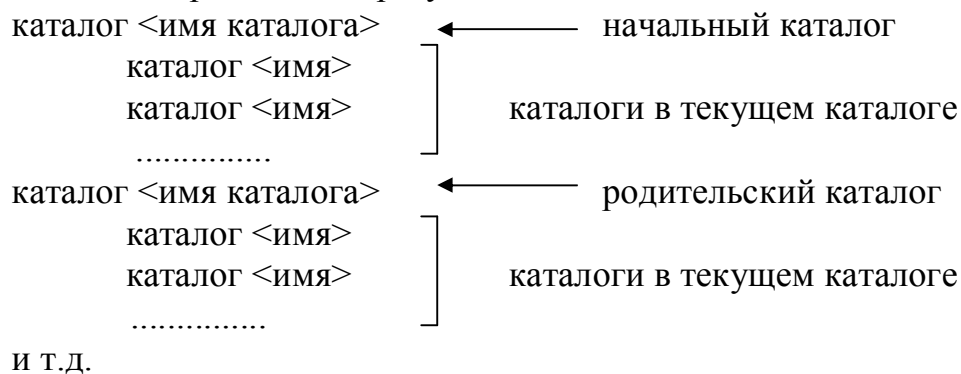 каталог <имя каталога> начальный каталог
каталог <имя>
каталог <имя> каталоги в текущем каталоге
...............
каталог <имя каталога> родительский каталог
каталог <имя>
каталог <имя> каталоги в текущем каталоге
...............
и т.д.